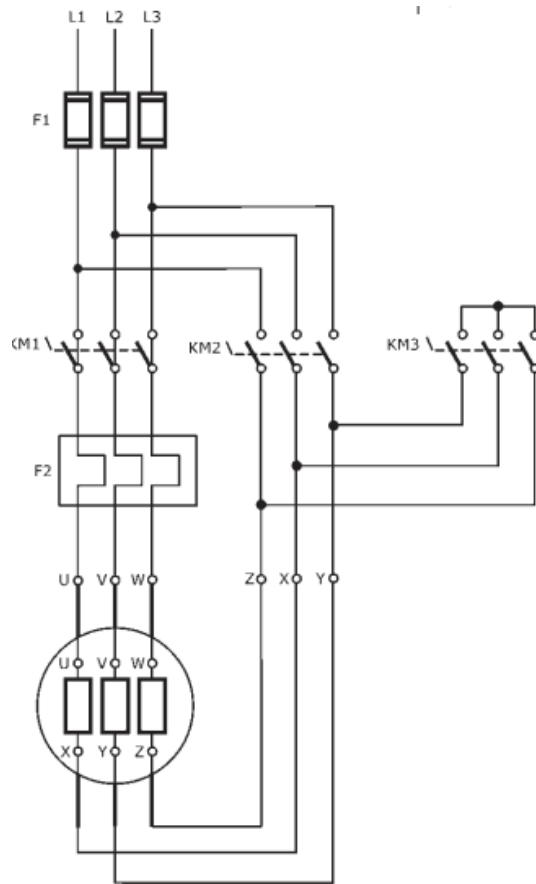 L1 L2 L3
F1
KM1 KM2 KM3
F2
U V W Z X Y
U V W
X Y Z